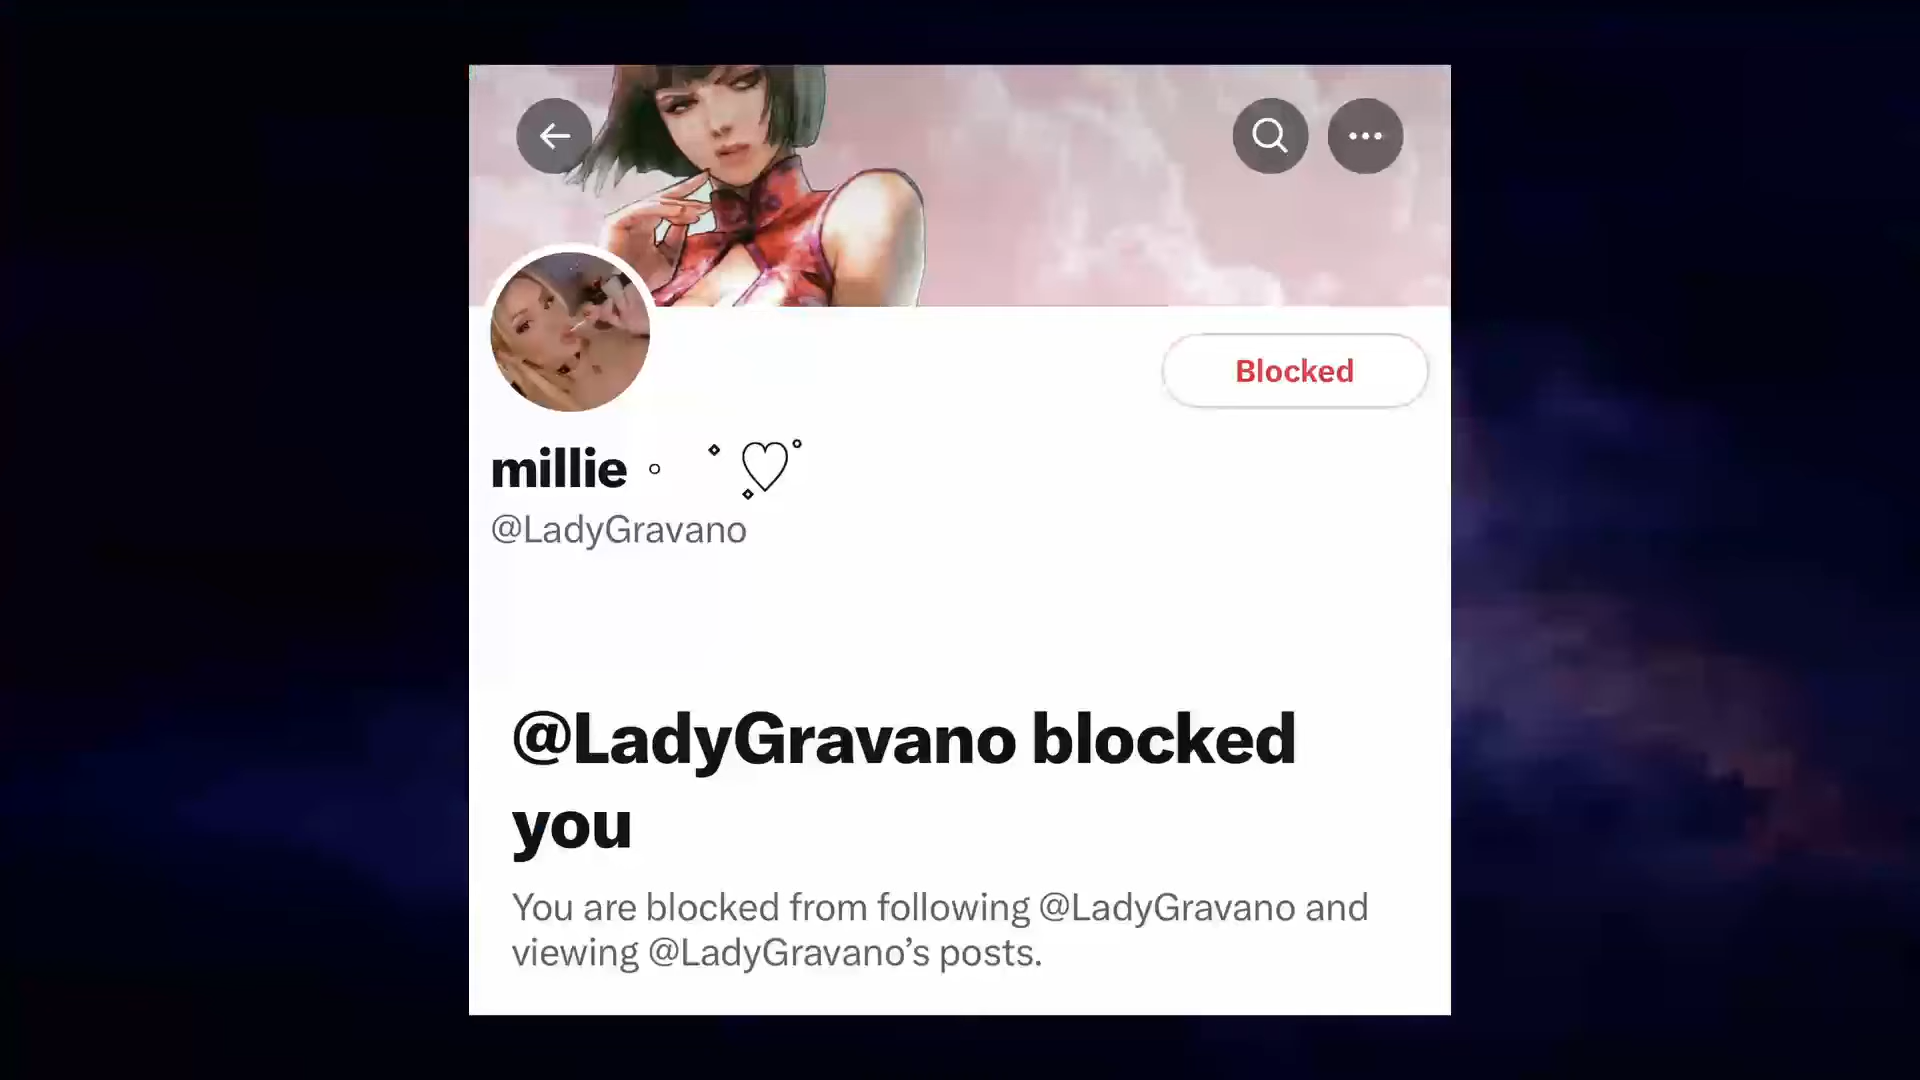 Blocked
millie ◦ ˚ ♡̥˚
@LadyGravano
@LadyGravano blocked
you
You are blocked from following @LadyGravano and
viewing @LadyGravano’s posts.